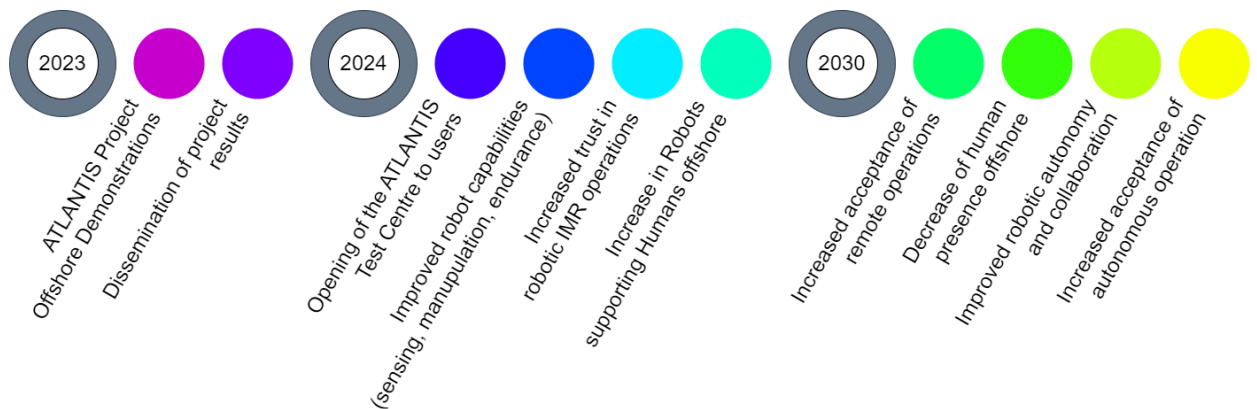 2023
ATLANTIS Project
Offshore Demonstrations
Dissemination of project
results
2024
Opening of the ATLANTIS
Test Centre to users
Improved robot capabilities
(sensing, manupulation, endurance)
Increased trust in
robotic IMR operations
Increase in Robots
supporting Humans offshore
2030
Increased acceptance of
remote operations
Decrease of human
presence offshore
Improved robotic autonomy
and collaboration
Increased acceptance of
autonomous operation